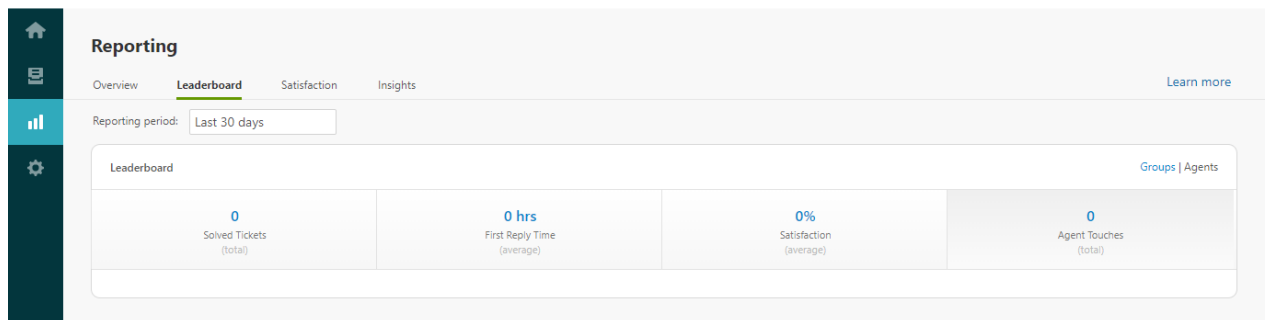 Reporting
Overview Leaderboard Satisfaction Insights Learn more
Reporting period: Last 30 days
Leaderboard Groups | Agents
0 0 hrs 0% 0
Solved Tickets First Reply Time Satisfaction Agent Touches
(total) (average) (average) (total)